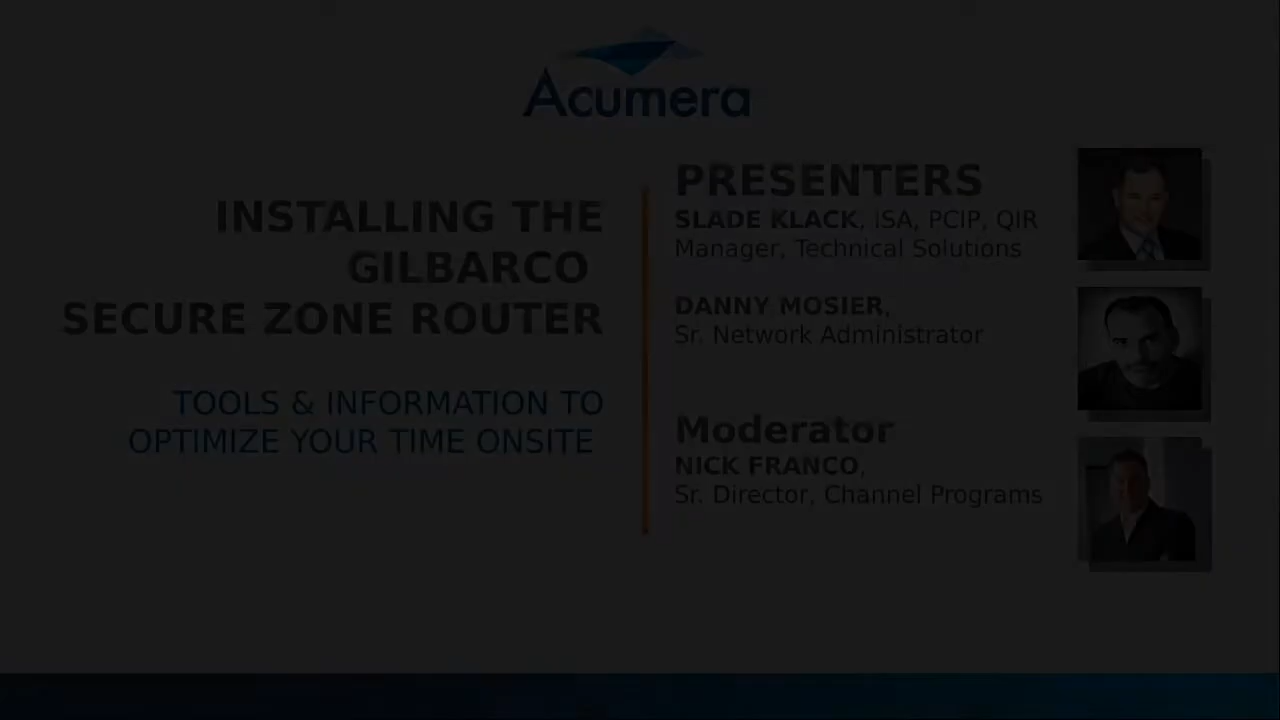 Acumera
INSTALLING THE
GILBARCO
SECURE ZONE ROUTER
TOOLS & INFORMATION TO
OPTIMIZE YOUR TIME ONSITE
PRESENTERS
SLADE KLACK, ISA, PCIP, QIR
Manager, Technical Solutions
DANNY MOSIER,
Sr. Network Administrator
Moderator
NICK FRANCO,
Sr. Director, Channel Programs